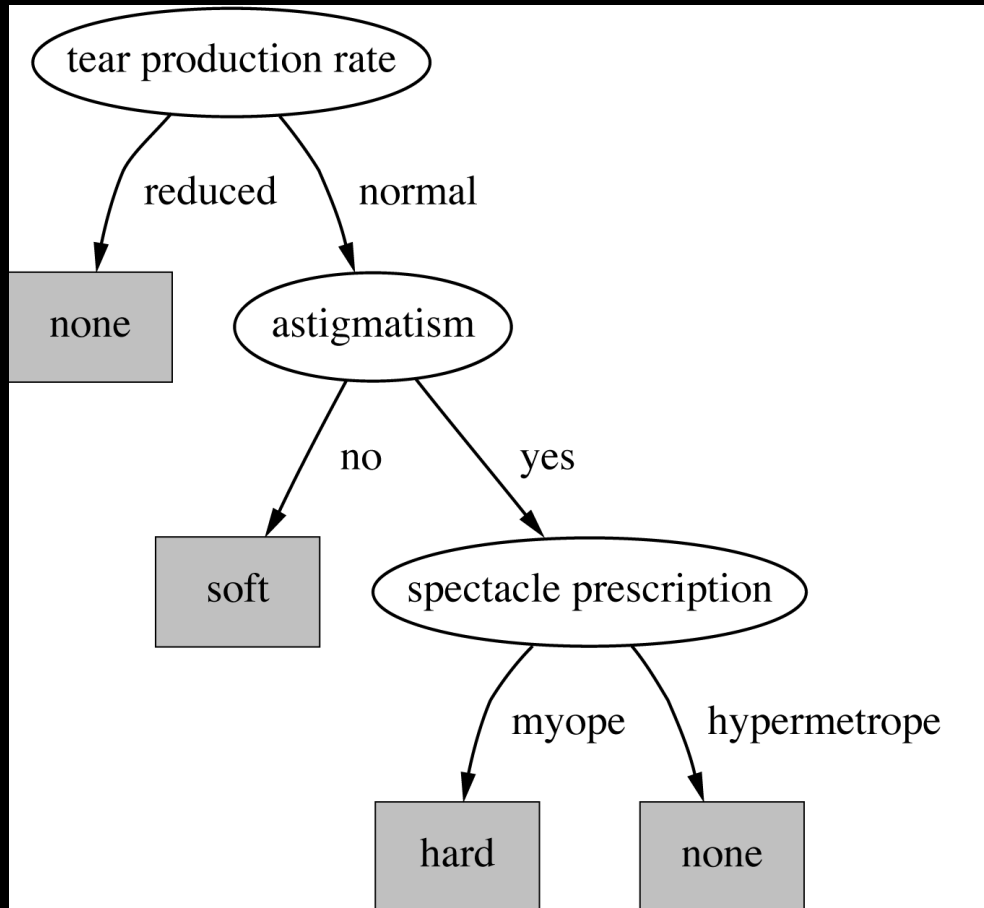 tear production rate
reduced
normal
none
astigmatism
no
yes
soft
spectacle prescription
myope
hypermetrope
hard
none